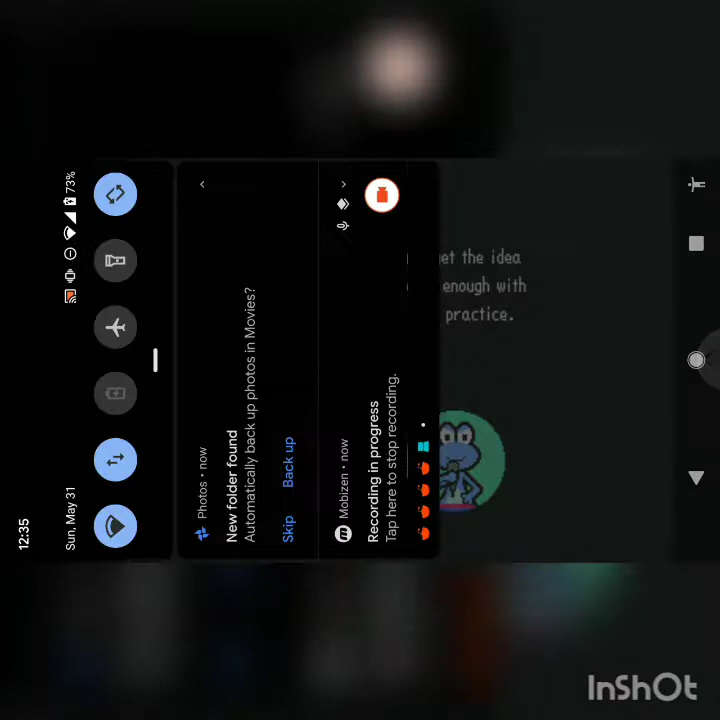 12:35
Sun, May 31
73%
Photos • now
New folder found
Automatically back up photos in Movies?
Skip Back up
Mobizen • now
Recording in progress
Tap here to stop recording.
get the idea
enough with
practice.
InShOt